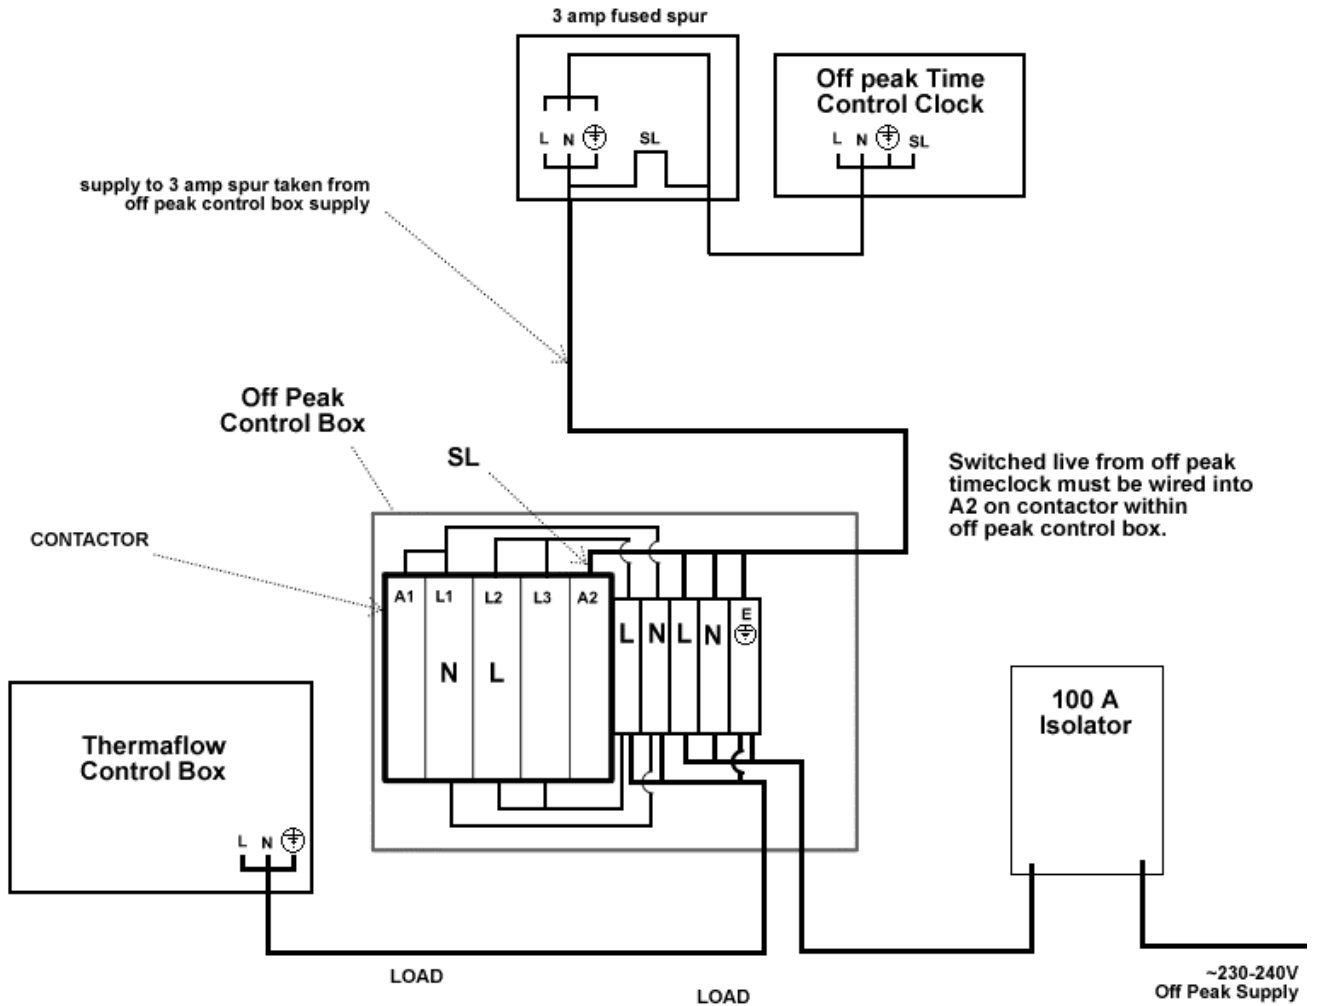 3 amp fused spur
Off peak Time
Control Clock
L N SL
L N SL
supply to 3 amp spur taken from
off peak control box supply
Off Peak
Control Box
SL
Switched live from off peak
timeclock must be wired into
A2 on contactor within
off peak control box.
CONTACTOR
A1 L1 L2 L3 A2
E
L N L N
N L
100 A
Isolator
Thermaflow
Control Box
L N
LOAD
~230-240V
Off Peak Supply
LOAD